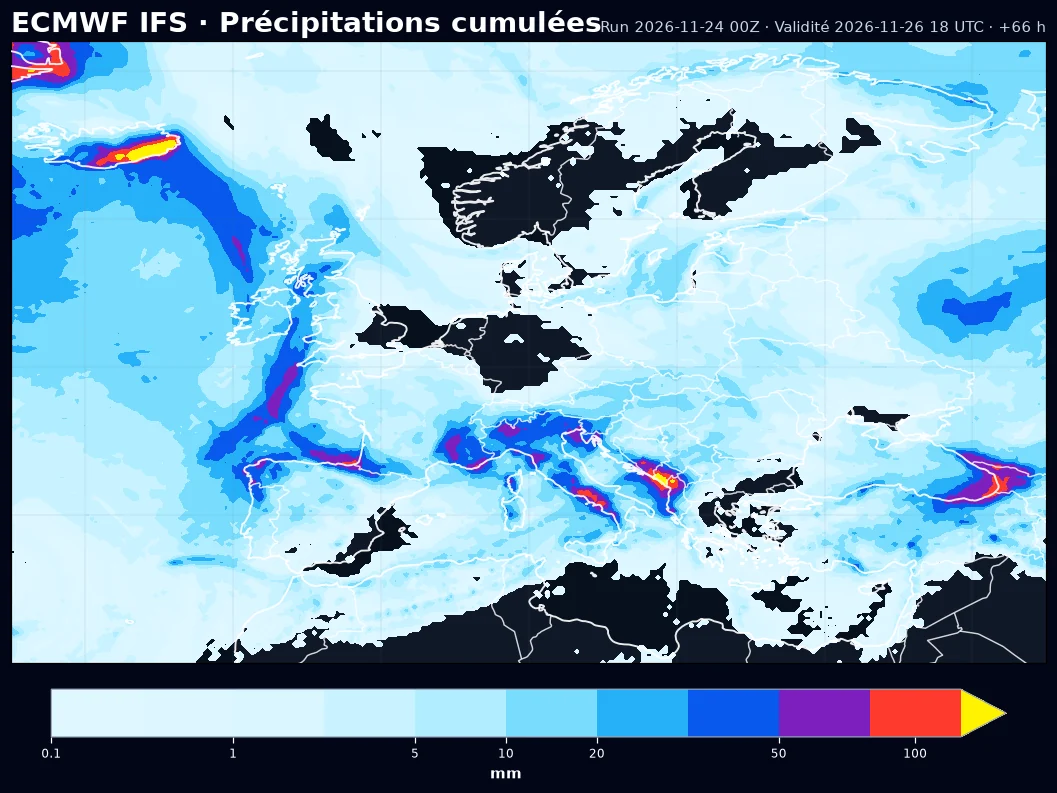 ECMWF IFS · Précipitations cumulées
Run 2026-11-24 00Z · Validité 2026-11-26 18 UTC · +66 h
0.1 1 5 10 20 50 100
mm